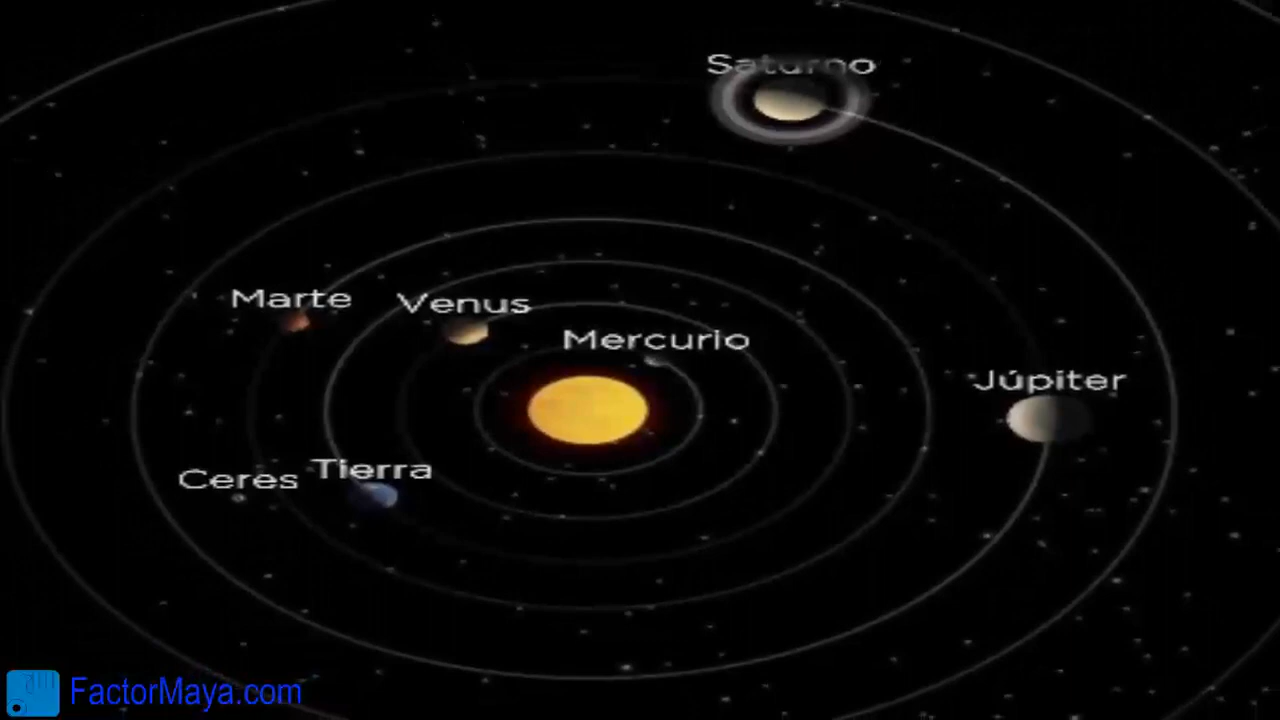 Saturno
Marte
Venus
Mercurio
Júpiter
Ceres
Tierra
FactorMaya.com